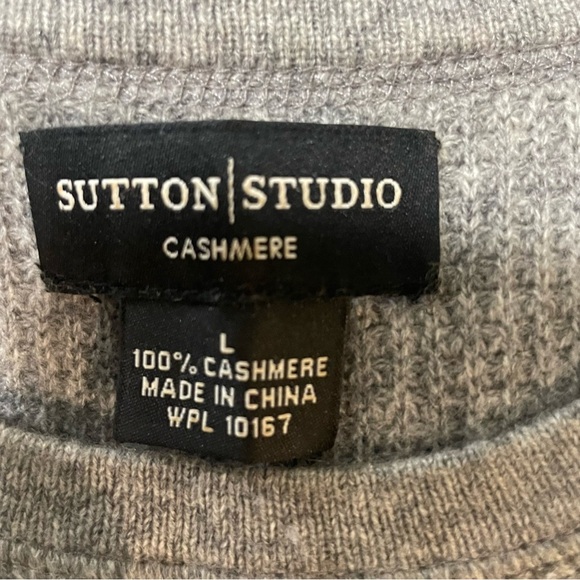 SUTTON|STUDIO
CASHMERE
L
100% CASHMERE
MADE IN CHINA
WPL 10167